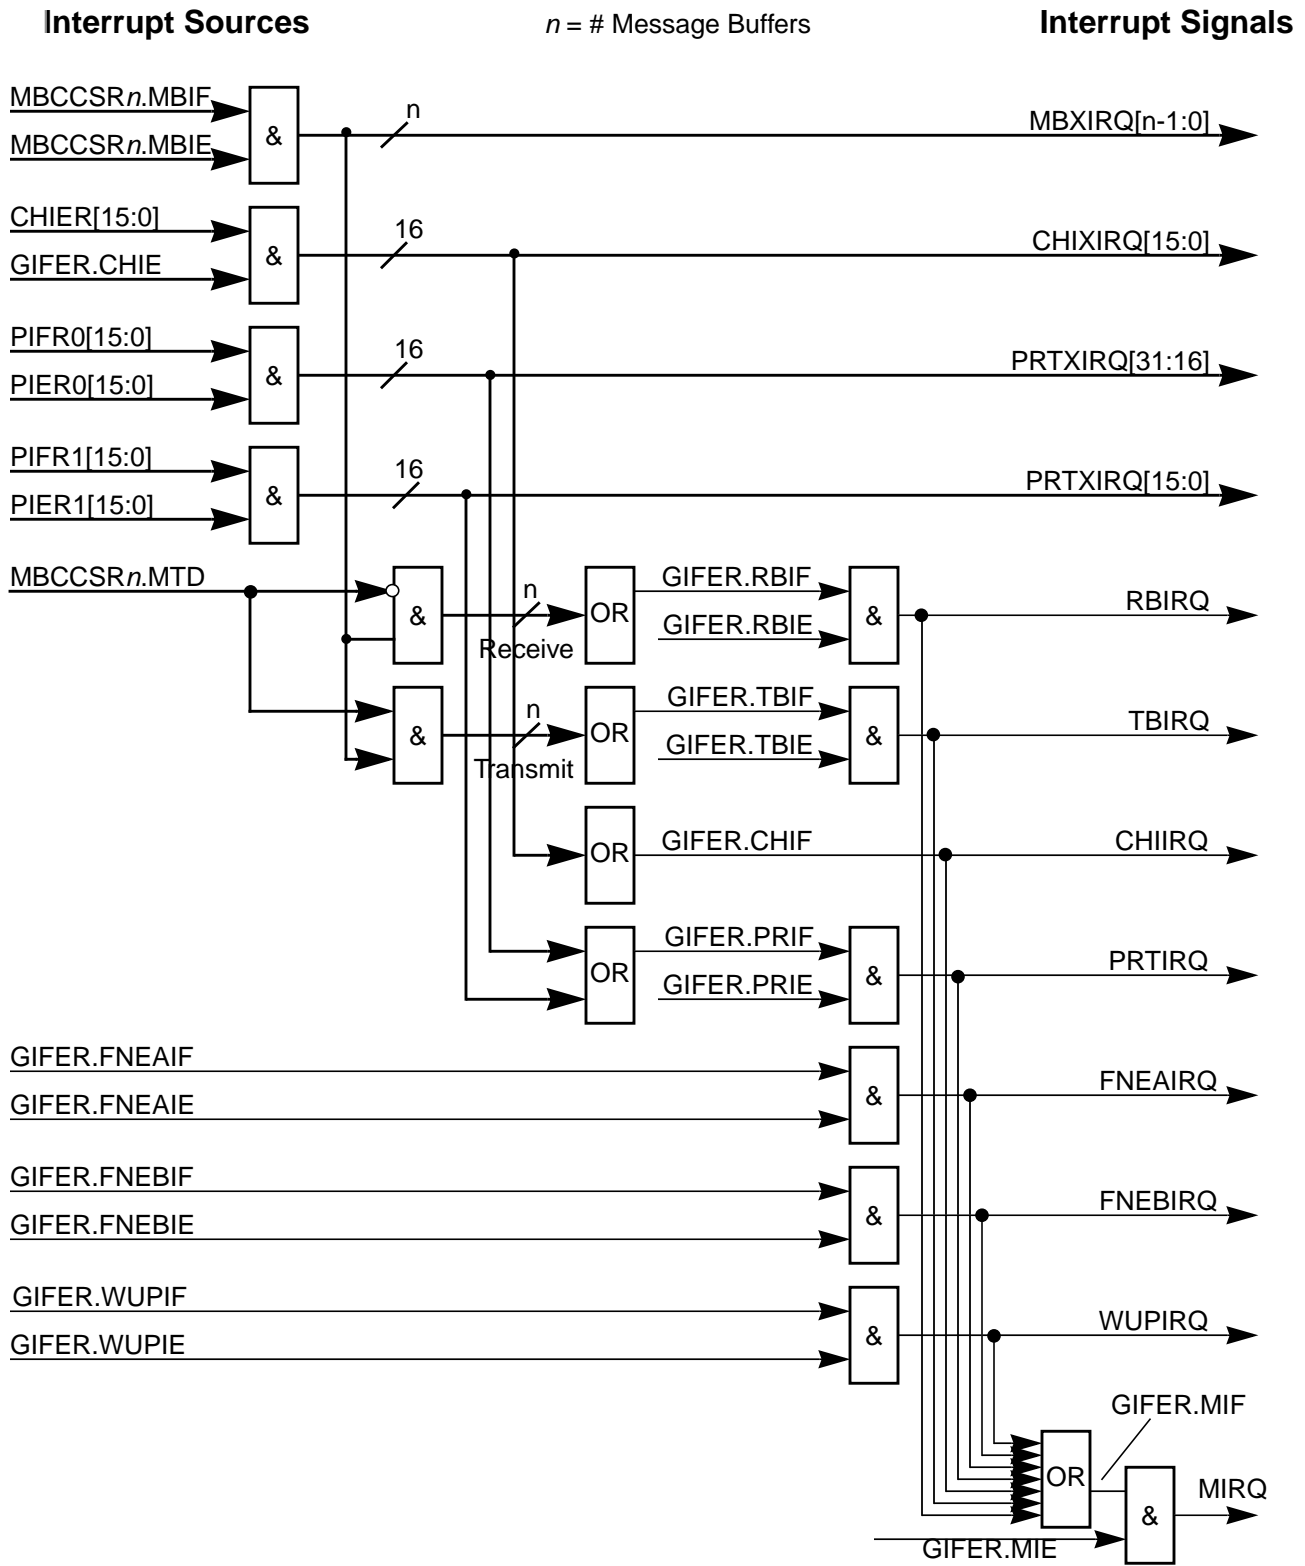 Interrupt Sources
n = # Message Buffers
Interrupt Signals
MBCCSRn.MBIF
n
&
MBXIRQ[n-1:0]
MBCCSRn.MBIE
CHIER[15:0]
16
&
CHIXIRQ[15:0]
GIFER.CHIE
PIFR0[15:0]
16
&
PRTXIRQ[31:16]
PIER0[15:0]
PIFR1[15:0]
16
&
PRTXIRQ[15:0]
PIER1[15:0]
MBCCSRn.MTD
&
n
Receive
OR
GIFER.RBIF
GIFER.RBIE
&
RBIRQ
&
n
Transmit
OR
GIFER.TBIF
GIFER.TBIE
&
TBIRQ
OR
GIFER.CHIF
CHIIRQ
OR
GIFER.PRIF
GIFER.PRIE
&
PRTIRQ
GIFER.FNEAIF
GIFER.FNEAIE
&
FNEAIRQ
GIFER.FNEBIF
GIFER.FNEBIE
&
FNEBIRQ
GIFER.WUPIF
GIFER.WUPIE
&
WUPIRQ
GIFER.MIF
OR
MIRQ
&
GIFER.MIE